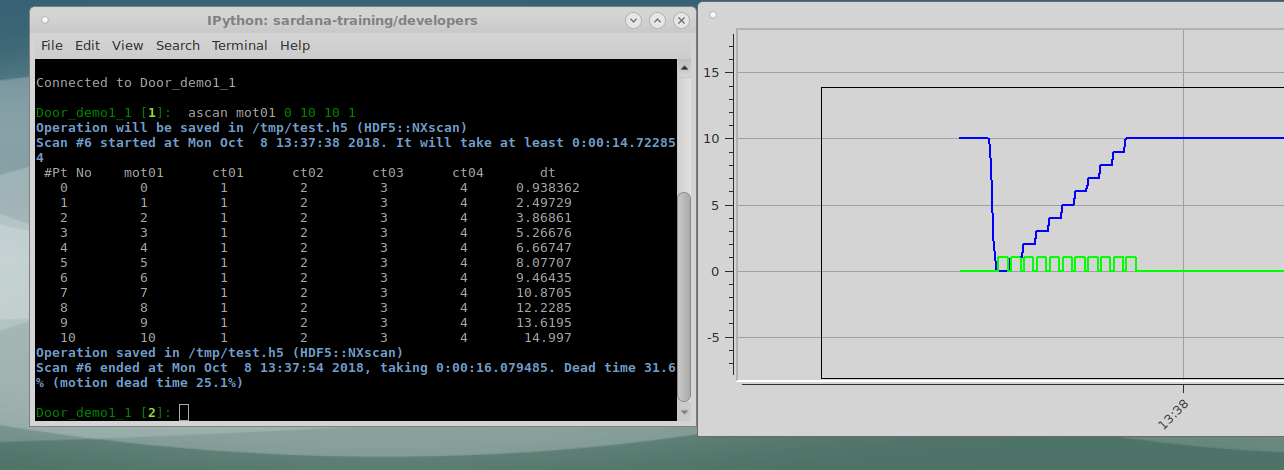 IPython: sardana-training/developers
File Edit View Search Terminal Help
Connected to Door_demo1_1
Door_demo1_1 [1]: ascan mot01 0 10 10 1
Operation will be saved in /tmp/test.h5 (HDF5::NXscan)
Scan #6 started at Mon Oct  8 13:37:38 2018. It will take at least 0:00:14.72285
4
#Pt No mot01 ct01 ct02 ct03 ct04 dt
0 0 1 2 3 4 0.938362
1 1 1 2 3 4 2.49729
2 2 1 2 3 4 3.86861
3 3 1 2 3 4 5.26676
4 4 1 2 3 4 6.66747
5 5 1 2 3 4 8.07707
6 6 1 2 3 4 9.46435
7 7 1 2 3 4 10.8705
8 8 1 2 3 4 12.2285
9 9 1 2 3 4 13.6195
10 10 1 2 3 4 14.997
Operation saved in /tmp/test.h5 (HDF5::NXscan)
Scan #6 ended at Mon Oct  8 13:37:54 2018, taking 0:00:16.079485. Dead time 31.6
% (motion dead time 25.1%)
Door_demo1_1 [2]:
15
10
5
0
-5
13:38